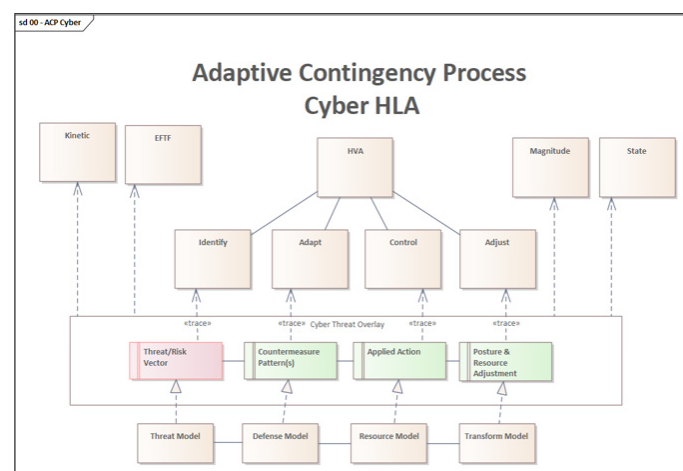 sd 00 - ACP Cyber
Adaptive Contingency Process
Cyber HLA
Kinetic
EFTF
HVA
Magnitude
State
Identify
Adapt
Control
Adjust
«trace»
«trace»
Cyber Threat Overlay
«trace»
«trace»
Threat/Risk
Vector
Countermeasure
Pattern(s)
Applied Action
Posture &
Resource
Adjustment
Threat Model
Defense Model
Resource Model
Transform Model